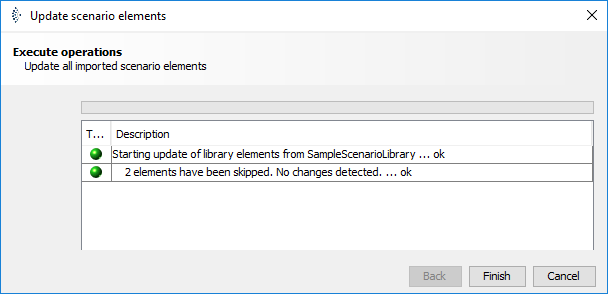 Update scenario elements
Execute operations
Update all imported scenario elements
T... Description
Starting update of library elements from SampleScenarioLibrary ... ok
2 elements have been skipped. No changes detected. ... ok
Back Finish Cancel